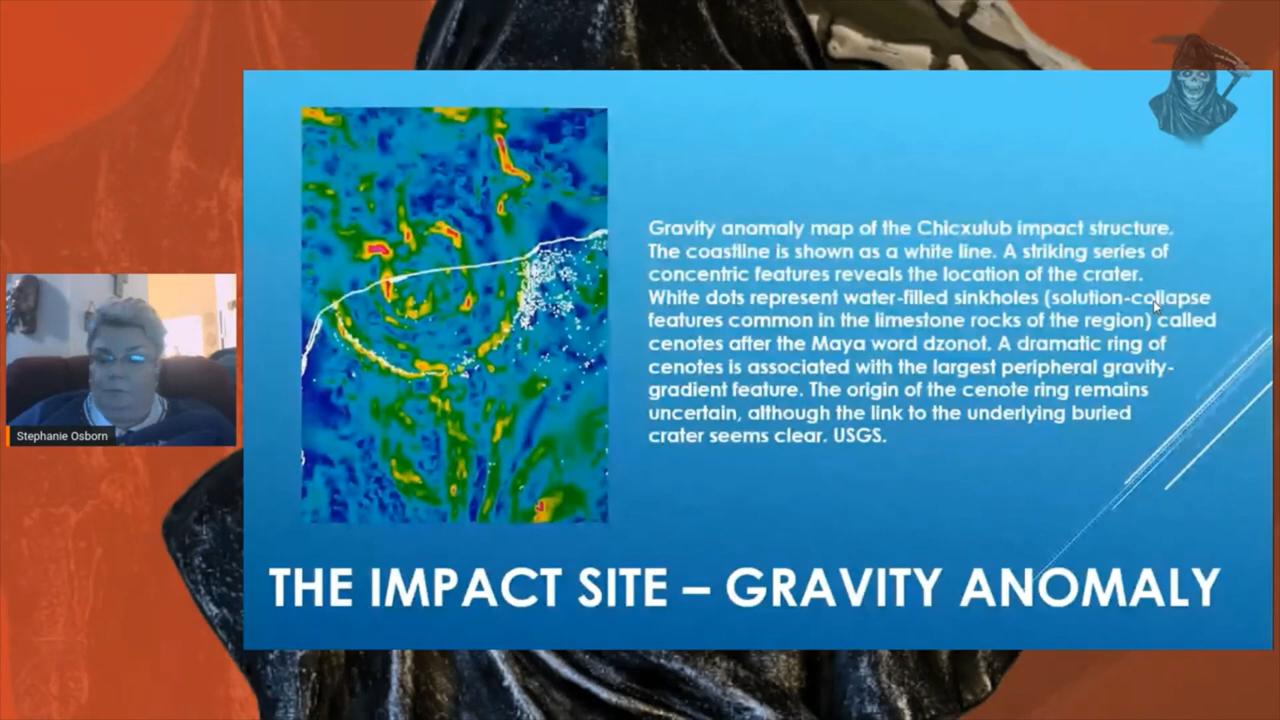 Gravity anomaly map of the Chicxulub impact structure.
The coastline is shown as a white line. A striking series of
concentric features reveals the location of the crater.
White dots represent water-filled sinkholes (solution-collapse
features common in the limestone rocks of the region) called
cenotes after the Maya word dzonot. A dramatic ring of
cenotes is associated with the largest peripheral gravity-
gradient feature. The origin of the cenote ring remains
uncertain, although the link to the underlying buried
crater seems clear. USGS.
Stephanie Osborn
THE IMPACT SITE – GRAVITY ANOMALY